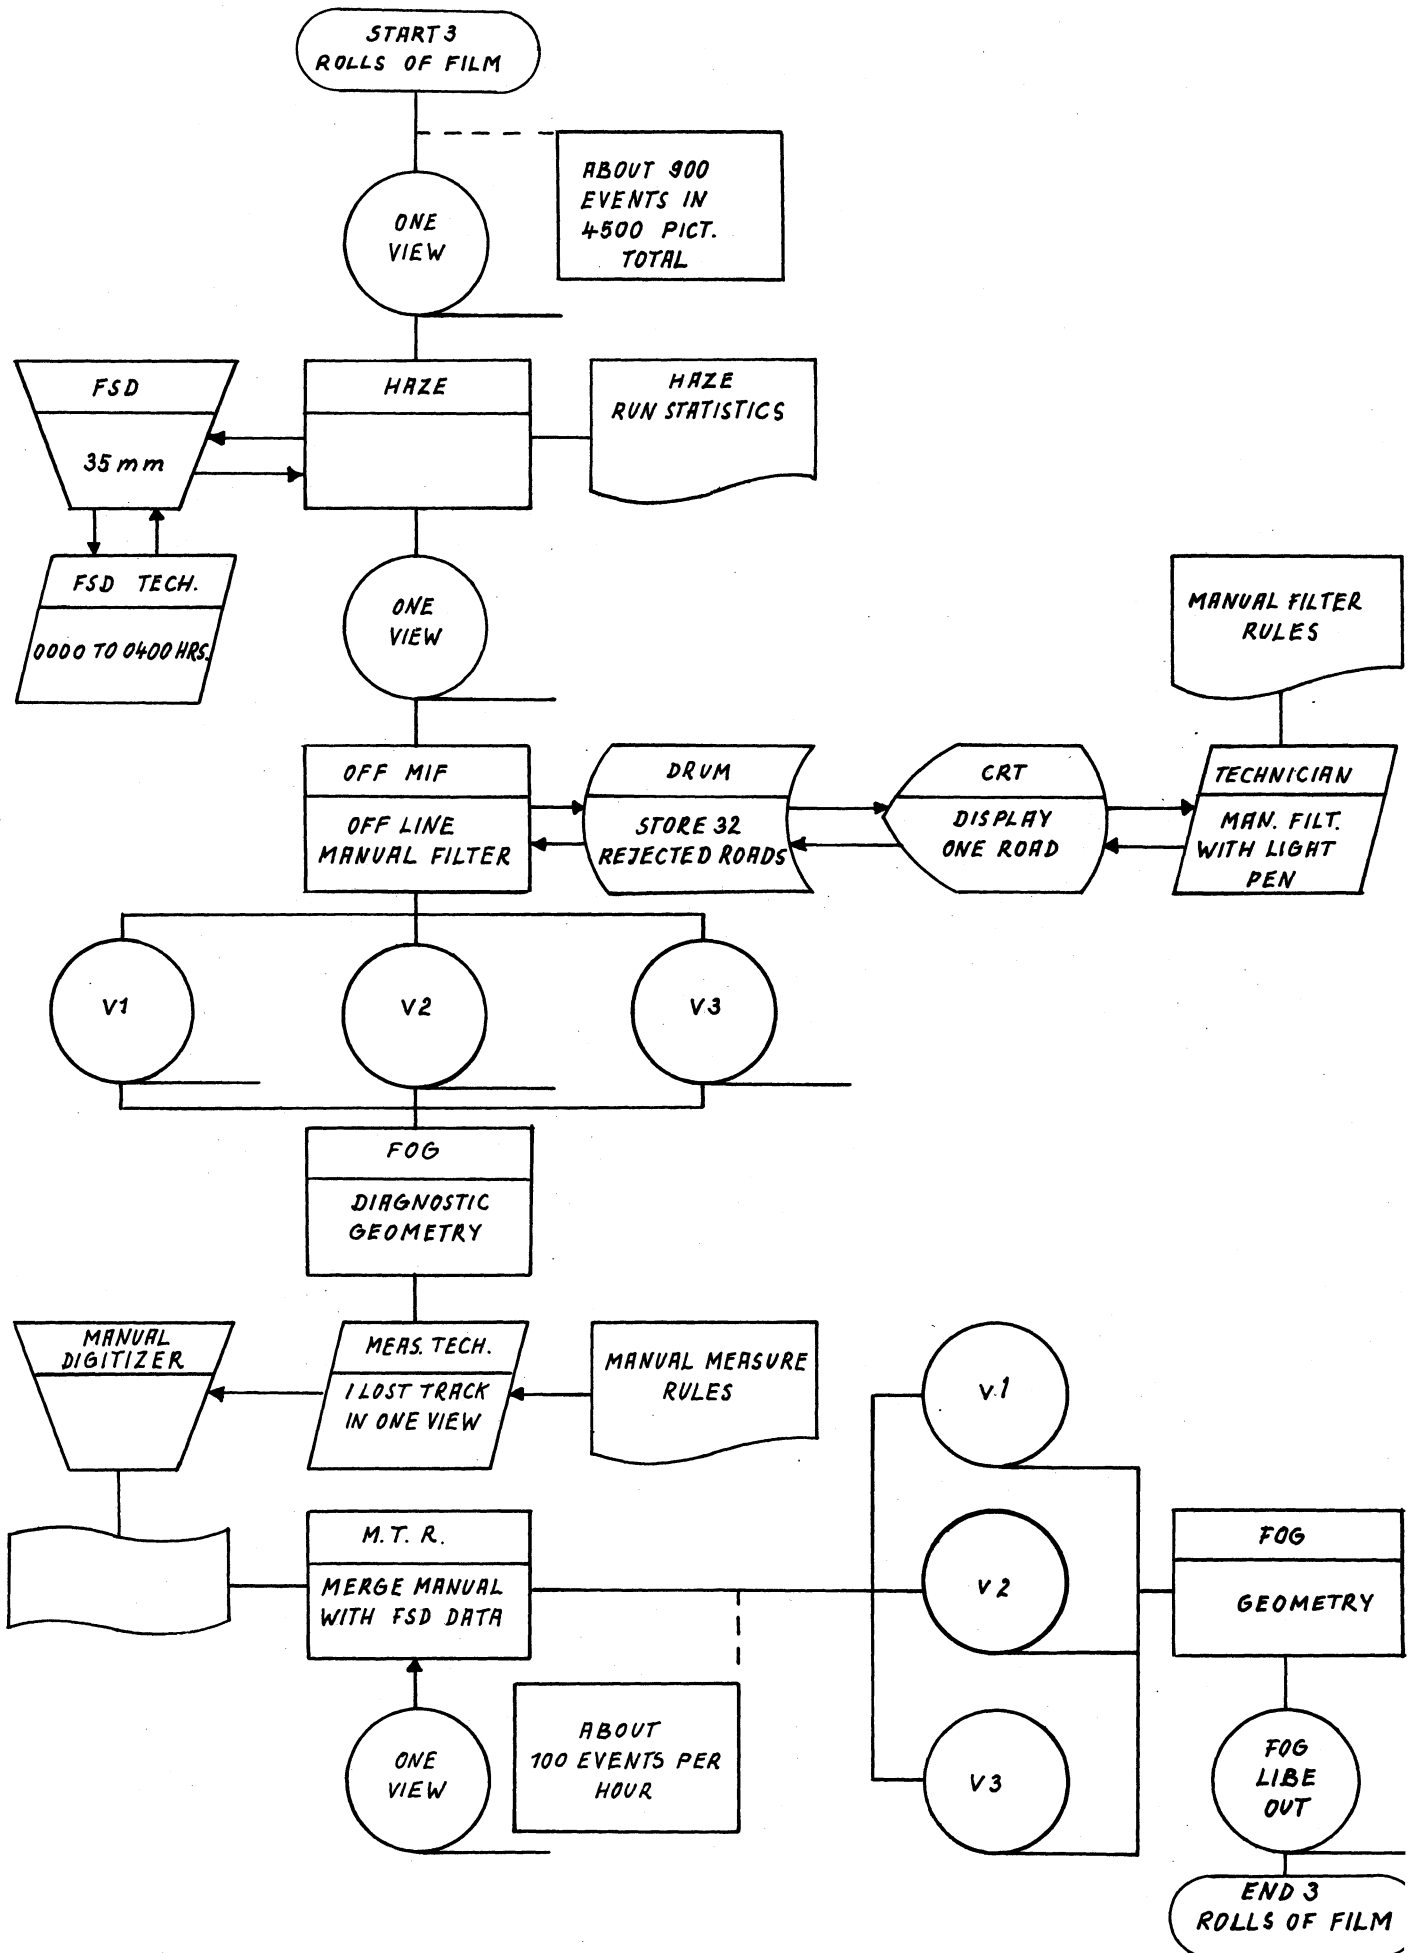 START 3
ROLLS OF FILM
ABOUT 900
EVENTS IN
4500 PICT.
TOTAL
ONE
VIEW
FSD
35 mm
HAZE
HAZE
RUN STATISTICS
FSD TECH.
0000 TO 0400 HRS.
ONE
VIEW
MANUAL FILTER
RULES
OFF MIF
OFF LINE
MANUAL FILTER
DRUM
STORE 32
REJECTED ROADS
CRT
DISPLAY
ONE ROAD
TECHNICIAN
MAN. FILT.
WITH LIGHT
PEN
V1
V2
V3
FOG
DIAGNOSTIC
GEOMETRY
MANUAL
DIGITIZER
MEAS. TECH.
1 LOST TRACK
IN ONE VIEW
MANUAL MEASURE
RULES
V.1
M. T. R.
MERGE MANUAL
WITH FSD DATA
V2
FOG
GEOMETRY
ONE
VIEW
ABOUT
100 EVENTS PER
HOUR
V3
FOG
LIBE
OUT
END 3
ROLLS OF FILM